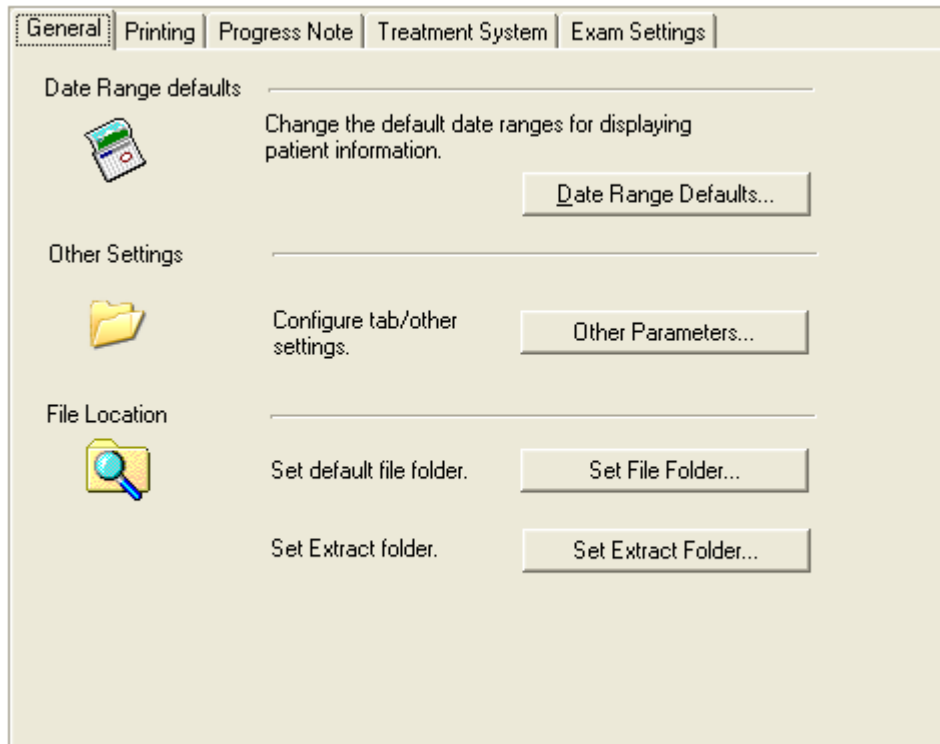 General Printing Progress Note Treatment System Exam Settings
Date Range defaults
Change the default date ranges for displaying
patient information.
Date Range Defaults...
Other Settings
Configure tab/other
settings.
Other Parameters...
File Location
Set default file folder.
Set File Folder...
Set Extract folder.
Set Extract Folder...